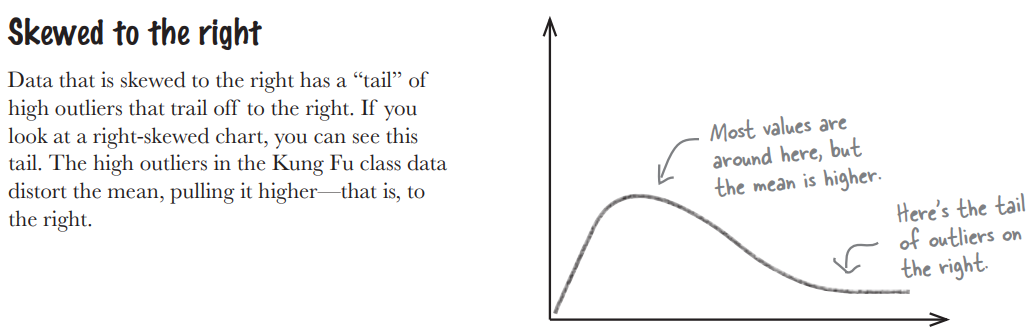 Skewed to the right
Data that is skewed to the right has a “tail” of
high outliers that trail off to the right. If you
look at a right-skewed chart, you can see this
tail. The high outliers in the Kung Fu class data
distort the mean, pulling it higher—that is, to
the right.
Most values are
around here, but
the mean is higher.
Here's the tail
of outliers on
the right.